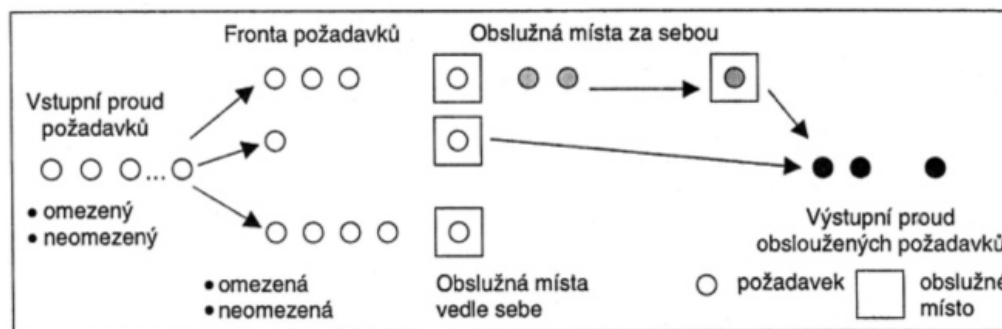 Fronta požadavků
Obslužná místa za sebou
Vstupní proud
požadavků
...
• omezený
• neomezený
Výstupní proud
obsloužených požadavků
• omezená
• neomezená
Obslužná místa
vedle sebe
požadavek
obslužné
místo